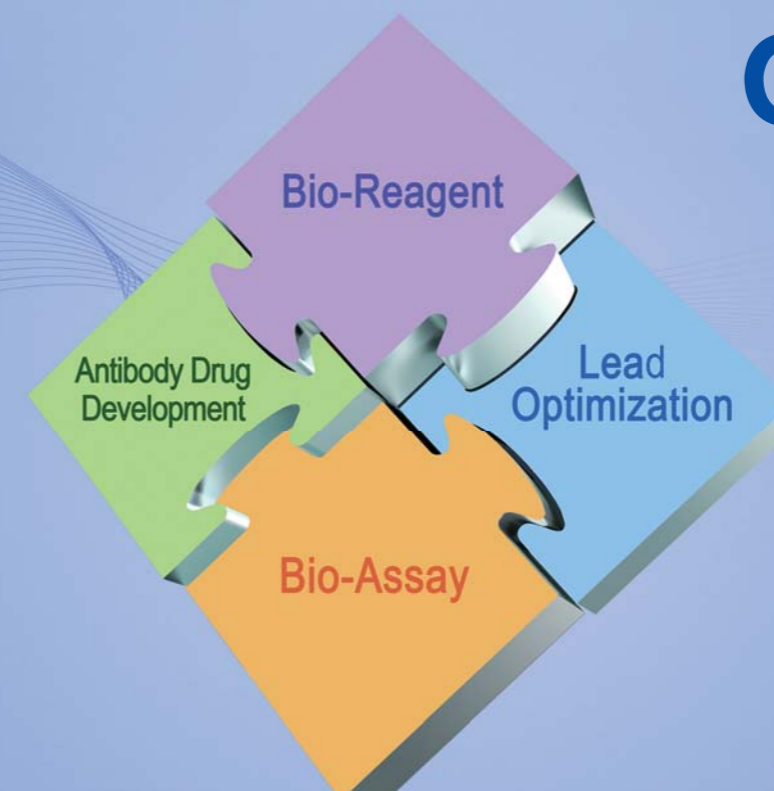 Bio-Reagent
Antibody Drug
Development
Lead
Optimization
Bio-Assay